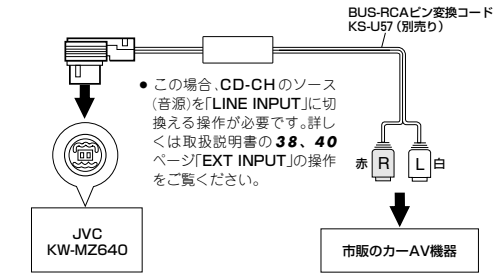 BUS-RCAピン変換コード
KS-U57（別売り）
● この場合、CD-CHのソース
（音源）を「LINE INPUT」に切
換える操作が必要です。詳し
くは取扱説明書の38、40
ページ「EXT INPUT」の操作
をご覧ください。
赤 R L 白
JVC
KW-MZ640
市販のカーAV機器